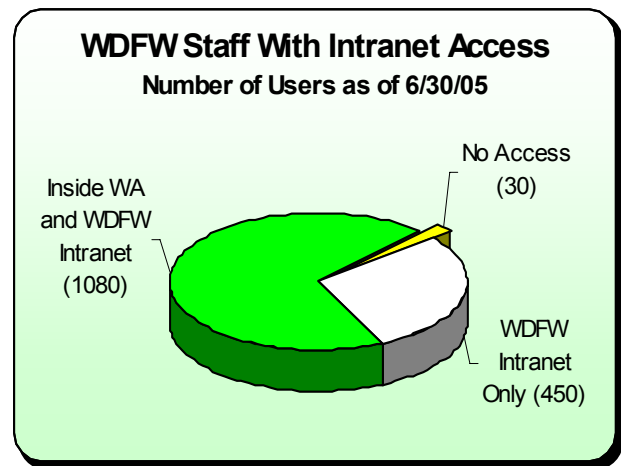 WDFW Staff With Intranet Access
Number of Users as of 6/30/05
No Access
(30)
Inside WA
and WDFW
Intranet
(1080)
WDFW
Intranet
Only (450)